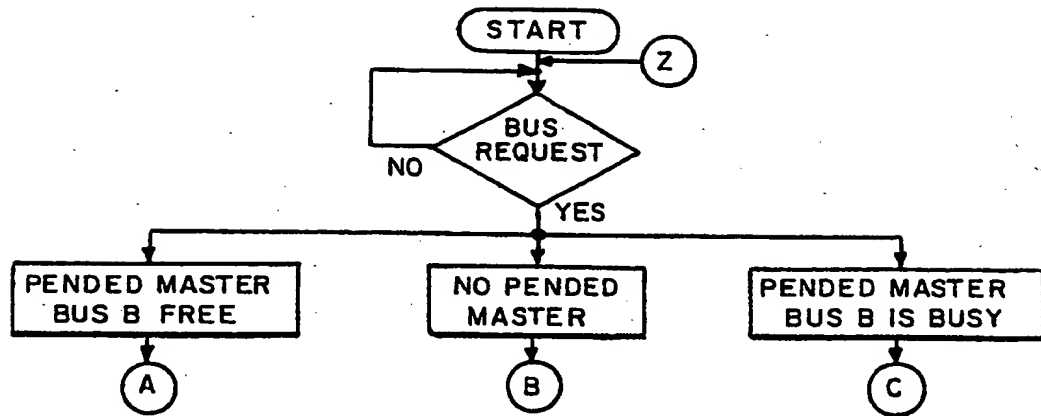 START
Z
BUS
REQUEST
NO
YES
PENDED MASTER
BUS B FREE
NO PENDED
MASTER
PENDED MASTER
BUS B IS BUSY
A
B
C